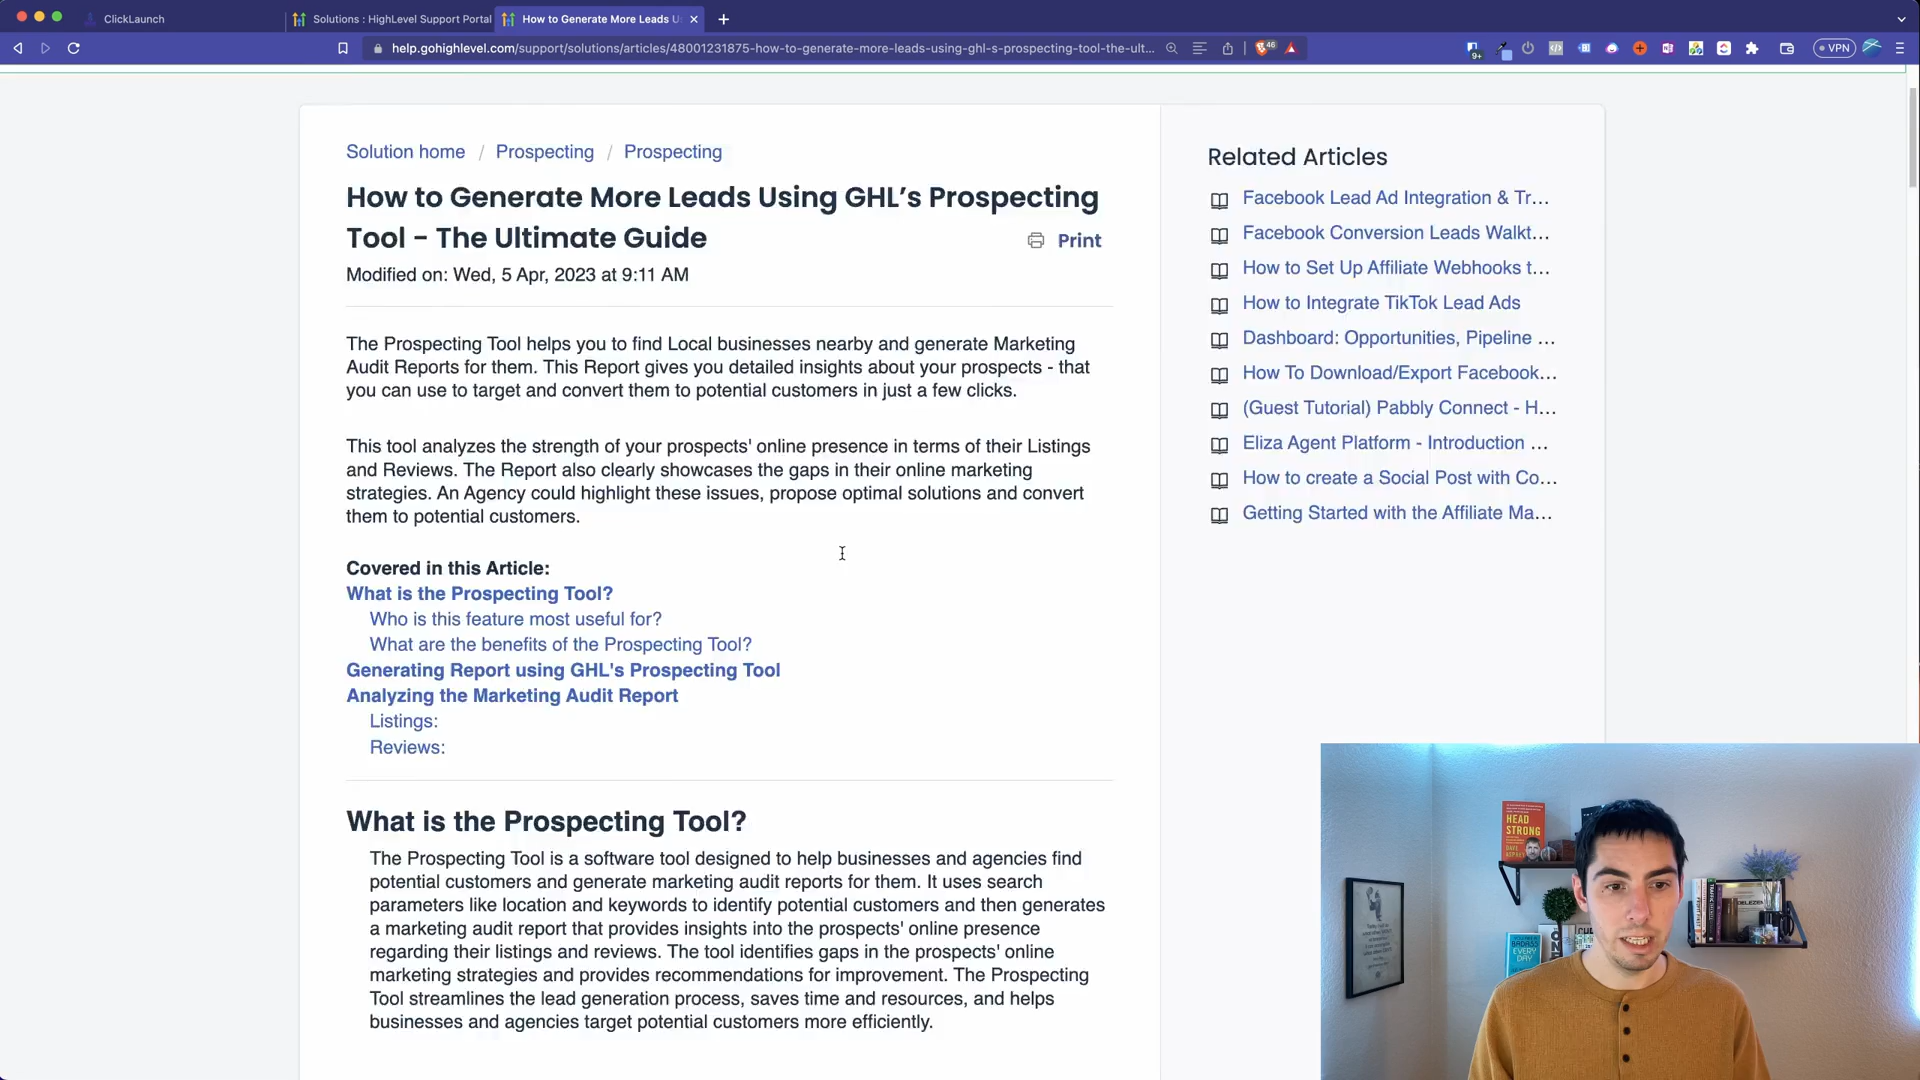 ClickLaunch
Solutions : HighLevel Support Portal
How to Generate More Leads U
help.gohighlevel.com/support/solutions/articles/48001231875-how-to-generate-more-leads-using-ghl-s-prospecting-tool-the-ult...
46
9+
VPN
Solution home / Prospecting / Prospecting
How to Generate More Leads Using GHL’s Prospecting
Tool - The Ultimate Guide
Print
Modified on: Wed, 5 Apr, 2023 at 9:11 AM
The Prospecting Tool helps you to find Local businesses nearby and generate Marketing
Audit Reports for them. This Report gives you detailed insights about your prospects - that
you can use to target and convert them to potential customers in just a few clicks.
This tool analyzes the strength of your prospects' online presence in terms of their Listings
and Reviews. The Report also clearly showcases the gaps in their online marketing
strategies. An Agency could highlight these issues, propose optimal solutions and convert
them to potential customers.
Covered in this Article:
What is the Prospecting Tool?
Who is this feature most useful for?
What are the benefits of the Prospecting Tool?
Generating Report using GHL's Prospecting Tool
Analyzing the Marketing Audit Report
Listings:
Reviews:
What is the Prospecting Tool?
The Prospecting Tool is a software tool designed to help businesses and agencies find
potential customers and generate marketing audit reports for them. It uses search
parameters like location and keywords to identify potential customers and then generates
a marketing audit report that provides insights into the prospects' online presence
regarding their listings and reviews. The tool identifies gaps in the prospects' online
marketing strategies and provides recommendations for improvement. The Prospecting
Tool streamlines the lead generation process, saves time and resources, and helps
businesses and agencies target potential customers more efficiently.
Related Articles
Facebook Lead Ad Integration & Tr...
Facebook Conversion Leads Walkt...
How to Set Up Affiliate Webhooks t...
How to Integrate TikTok Lead Ads
Dashboard: Opportunities, Pipeline ...
How To Download/Export Facebook...
(Guest Tutorial) Pabbly Connect - H...
Eliza Agent Platform - Introduction ...
How to create a Social Post with Co...
Getting Started with the Affiliate Ma...
HEAD
STRONG
BADASS
EVERY
DAY